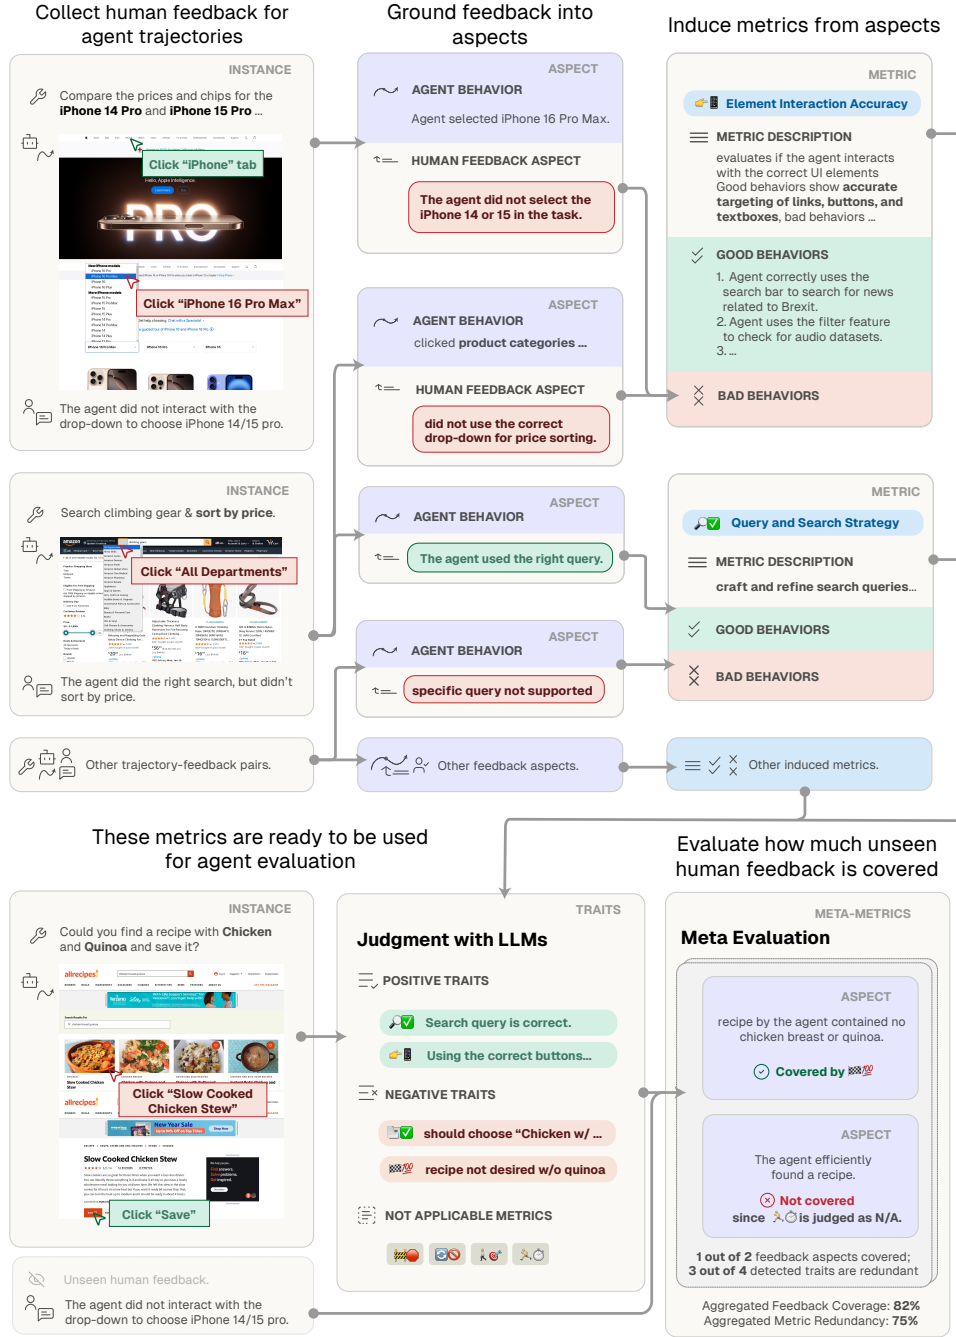 Collect human feedback for
agent trajectories
Ground feedback into
aspects
Induce metrics from aspects
INSTANCE
Compare the prices and chips for the
iPhone 14 Pro and iPhone 15 Pro ...
Click “iPhone” tab
Hello, Apple Intelligence.
PRO
Click “iPhone 16 Pro Max”
The agent did not interact with the
drop-down to choose iPhone 14/15 pro.
ASPECT
AGENT BEHAVIOR
Agent selected iPhone 16 Pro Max.
HUMAN FEEDBACK ASPECT
The agent did not select the
iPhone 14 or 15 in the task.
ASPECT
AGENT BEHAVIOR
clicked product categories ...
HUMAN FEEDBACK ASPECT
did not use the correct
drop-down for price sorting.
METRIC
Element Interaction Accuracy
METRIC DESCRIPTION
evaluates if the agent interacts
with the correct UI elements
Good behaviors show accurate
targeting of links, buttons, and
textboxes, bad behaviors ...
GOOD BEHAVIORS
1. Agent correctly uses the
search bar to search for news
related to Brexit.
2. Agent uses the filter feature
to check for audio datasets.
3. ...
BAD BEHAVIORS
INSTANCE
Search climbing gear & sort by price.
amazon
Click “All Departments”
The agent did the right search, but didn’t
sort by price.
ASPECT
AGENT BEHAVIOR
The agent used the right query.
ASPECT
AGENT BEHAVIOR
specific query not supported
METRIC
Query and Search Strategy
METRIC DESCRIPTION
craft and refine search queries...
GOOD BEHAVIORS
BAD BEHAVIORS
Other trajectory-feedback pairs.
Other feedback aspects.
Other induced metrics.
These metrics are ready to be used
for agent evaluation
Evaluate how much unseen
human feedback is covered
INSTANCE
Could you find a recipe with Chicken
and Quinoa and save it?
allrecipes
Click “Slow Cooked
Chicken Stew”
allrecipes
New Year Sale
Slow Cooked Chicken Stew
Click “Save”
Unseen human feedback.
The agent did not interact with the
drop-down to choose iPhone 14/15 pro.
TRAITS
Judgment with LLMs
POSITIVE TRAITS
Search query is correct.
Using the correct buttons...
NEGATIVE TRAITS
should choose “Chicken w/ ...
recipe not desired w/o quinoa
NOT APPLICABLE METRICS
META-METRICS
Meta Evaluation
ASPECT
recipe by the agent contained no
chicken breast or quinoa.
Covered by
ASPECT
The agent efficiently
found a recipe.
Not covered
since is judged as N/A.
1 out of 2 feedback aspects covered;
3 out of 4 detected traits are redundant
Aggregated Feedback Coverage: 82%
Aggregated Metric Redundancy: 75%